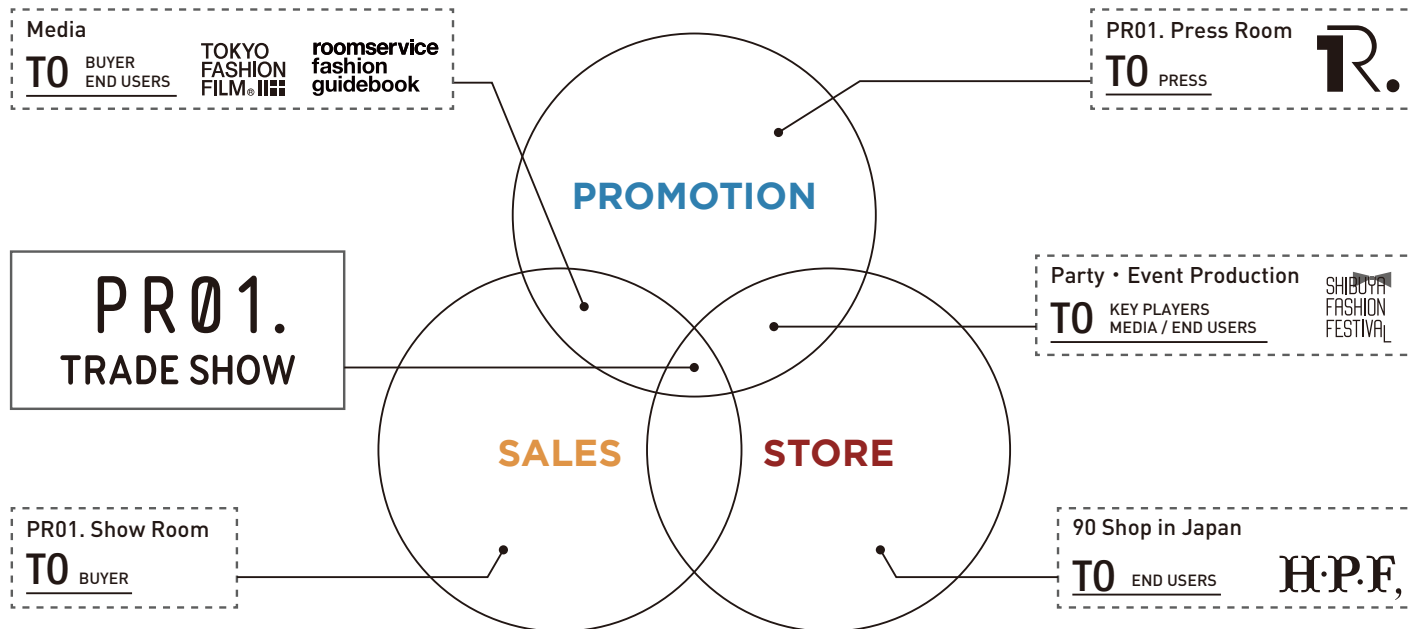 Media
TO BUYER
END USERS
TOKYO
FASHION
FILM®
roomservice
fashion
guidebook
PR01. Press Room
TO PRESS
1R.
PROMOTION
PR01.
TRADE SHOW
Party・Event Production
TO KEY PLAYERS
MEDIA / END USERS
SHIBUYA
FASHION
FESTIVAL
SALES
STORE
PR01. Show Room
TO BUYER
90 Shop in Japan
TO END USERS
H·P.F,